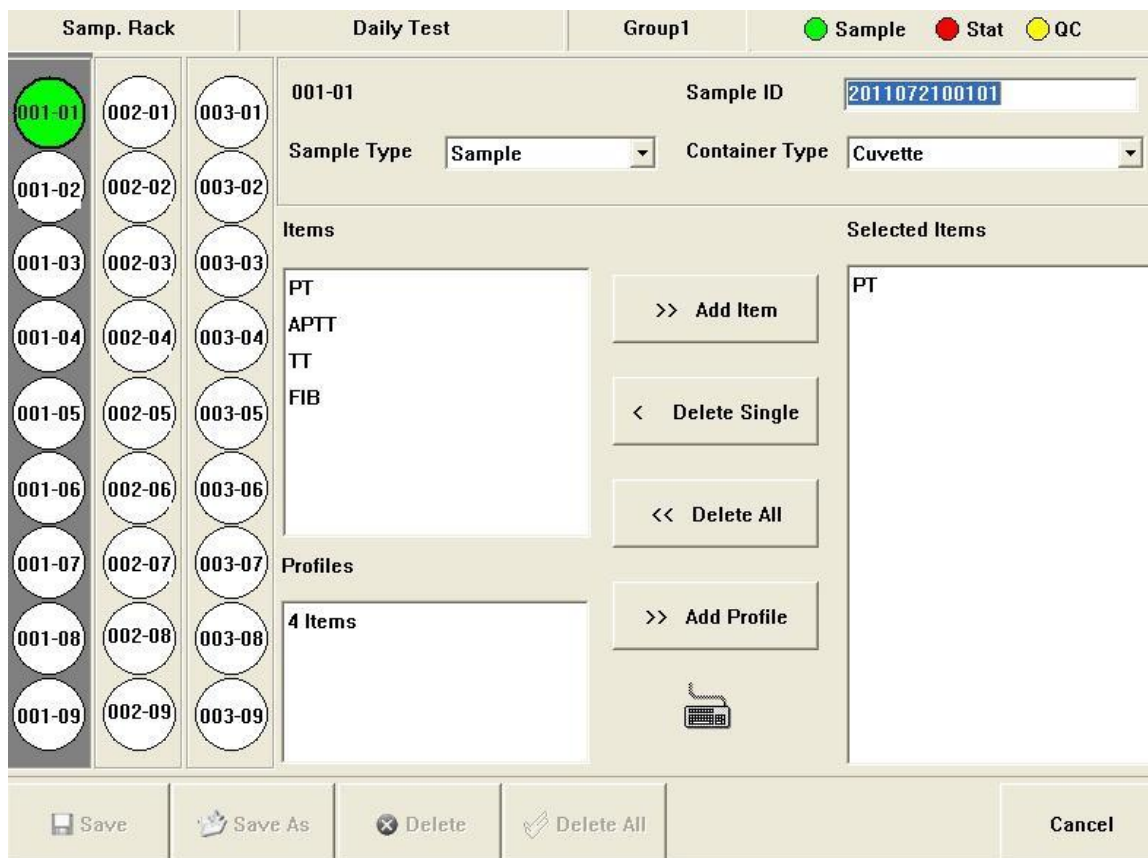 Samp. Rack Daily Test Group1 Sample Stat QC
001-01 002-01 003-01
001-02 002-02 003-02
001-03 002-03 003-03
001-04 002-04 003-04
001-05 002-05 003-05
001-06 002-06 003-06
001-07 002-07 003-07
001-08 002-08 003-08
001-09 002-09 003-09
001-01 Sample ID 2011072100101
Sample Type Sample Container Type Cuvette
Items
PT
APTT
TT
FIB
Profiles
4 Items
>> Add Item
< Delete Single
<< Delete All
>> Add Profile
Selected Items
PT
Save Save As Delete Delete All Cancel